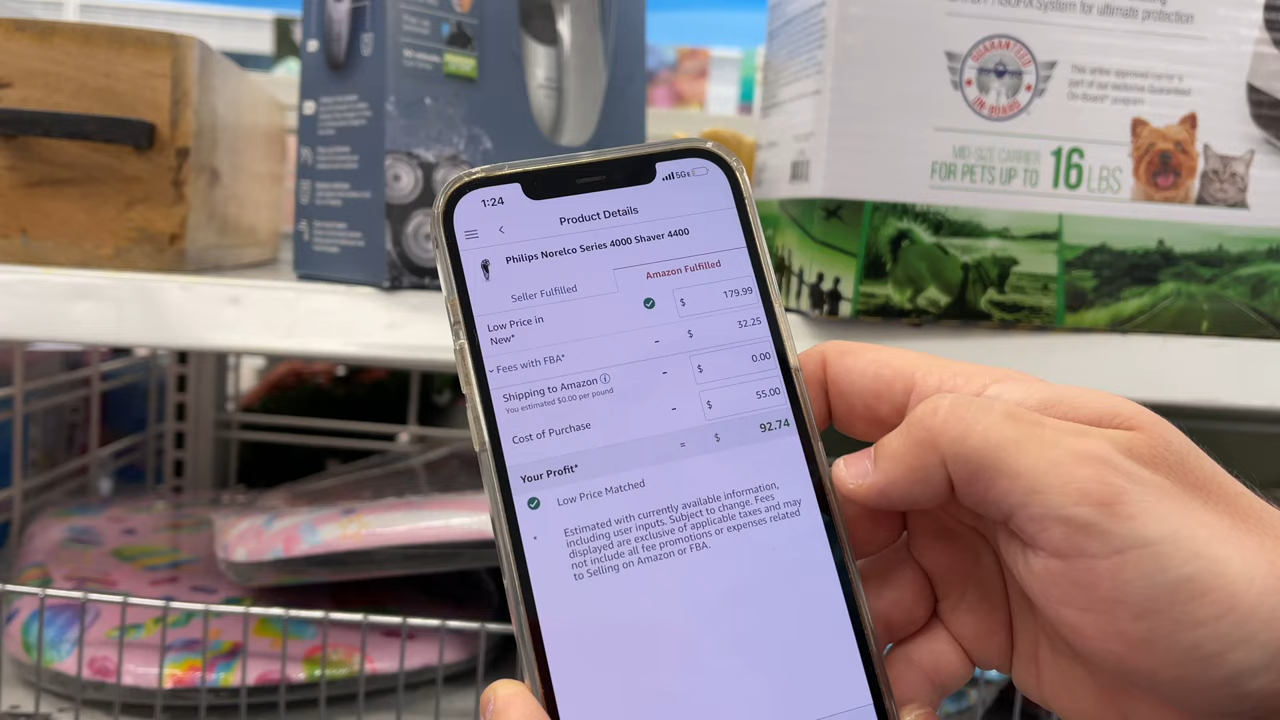 System for ultimate protection
GUARANTEED
ON-BOARD
This airline approved carrier is
part of our exclusive Guaranteed
On-Board® program
MID-SIZE CARRIER
FOR PETS UP TO 16 LBS
1:24
5GE
Product Details
Philips Norelco Series 4000 Shaver 4400
Seller Fulfilled
Amazon Fulfilled
Low Price in
New*
$ 179.99
Fees with FBA*
- $ 32.25
Shipping to Amazon
You estimated $0.00 per pound
- $ 0.00
Cost of Purchase
- $ 55.00
Your Profit*
= $ 92.74
Low Price Matched
* Estimated with currently available information,
including user inputs. Subject to change. Fees
displayed are exclusive of applicable taxes and may
not include all fee promotions or expenses related
to Selling on Amazon or FBA.